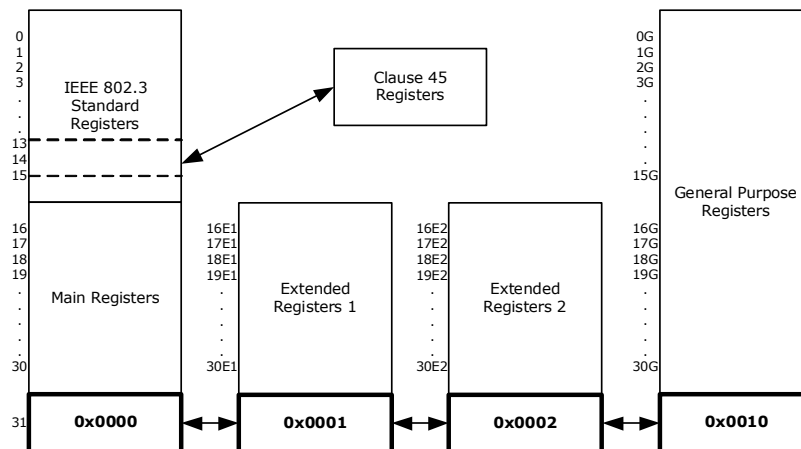 0
1
2
3
.
.
.
13
14
15
IEEE 802.3
Standard
Registers
Clause 45
Registers
0G
1G
2G
3G
.
.
.
.
15G
General Purpose
Registers
16
17
18
19
.
.
.
.
30
Main Registers
16E1
17E1
18E1
19E1
.
.
.
.
30E1
Extended
Registers 1
16E2
17E2
18E2
19E2
.
.
.
.
30E2
Extended
Registers 2
16G
17G
18G
19G
.
.
.
.
30G
31
0x0000
0x0001
0x0002
0x0010